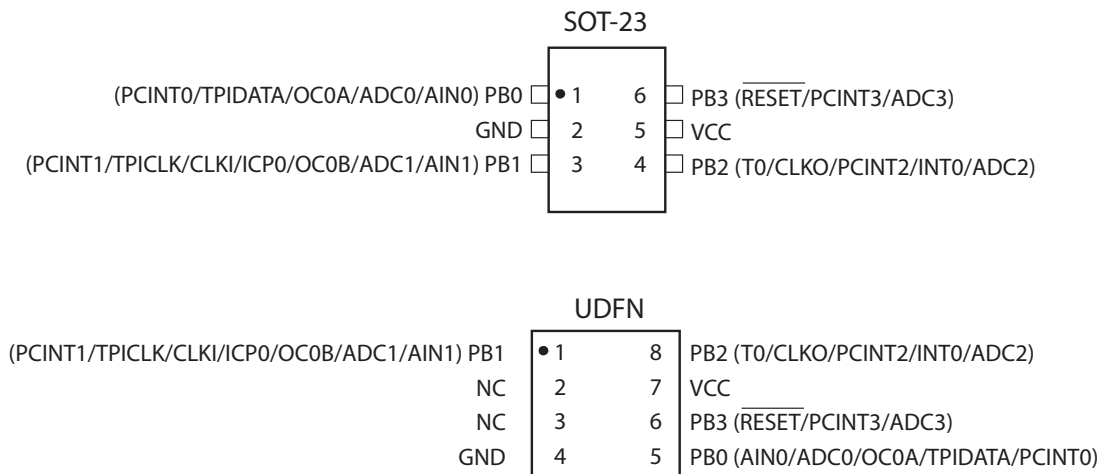 SOT-23
(PCINT0/TPIDATA/OC0A/ADC0/AIN0) PB0 1 6 PB3 (RESET/PCINT3/ADC3)
GND 2 5 VCC
(PCINT1/TPICLK/CLKI/ICP0/OC0B/ADC1/AIN1) PB1 3 4 PB2 (T0/CLKO/PCINT2/INT0/ADC2)
UDFN
(PCINT1/TPICLK/CLKI/ICP0/OC0B/ADC1/AIN1) PB1 1 8 PB2 (T0/CLKO/PCINT2/INT0/ADC2)
NC 2 7 VCC
NC 3 6 PB3 (RESET/PCINT3/ADC3)
GND 4 5 PB0 (AIN0/ADC0/OC0A/TPIDATA/PCINT0)